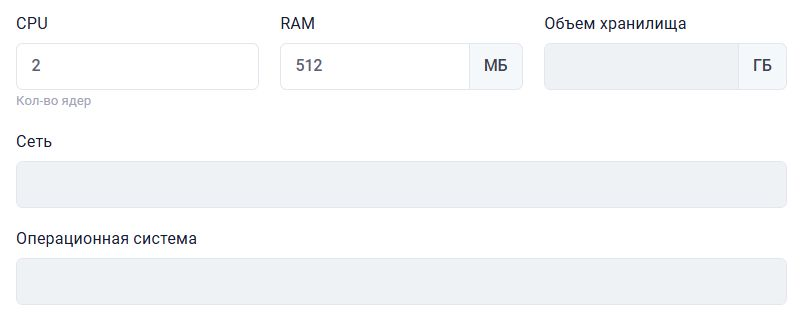 CPU RAM Объем хранилища
2 512 МБ ГБ
Кол-во ядер
Сеть
Операционная система